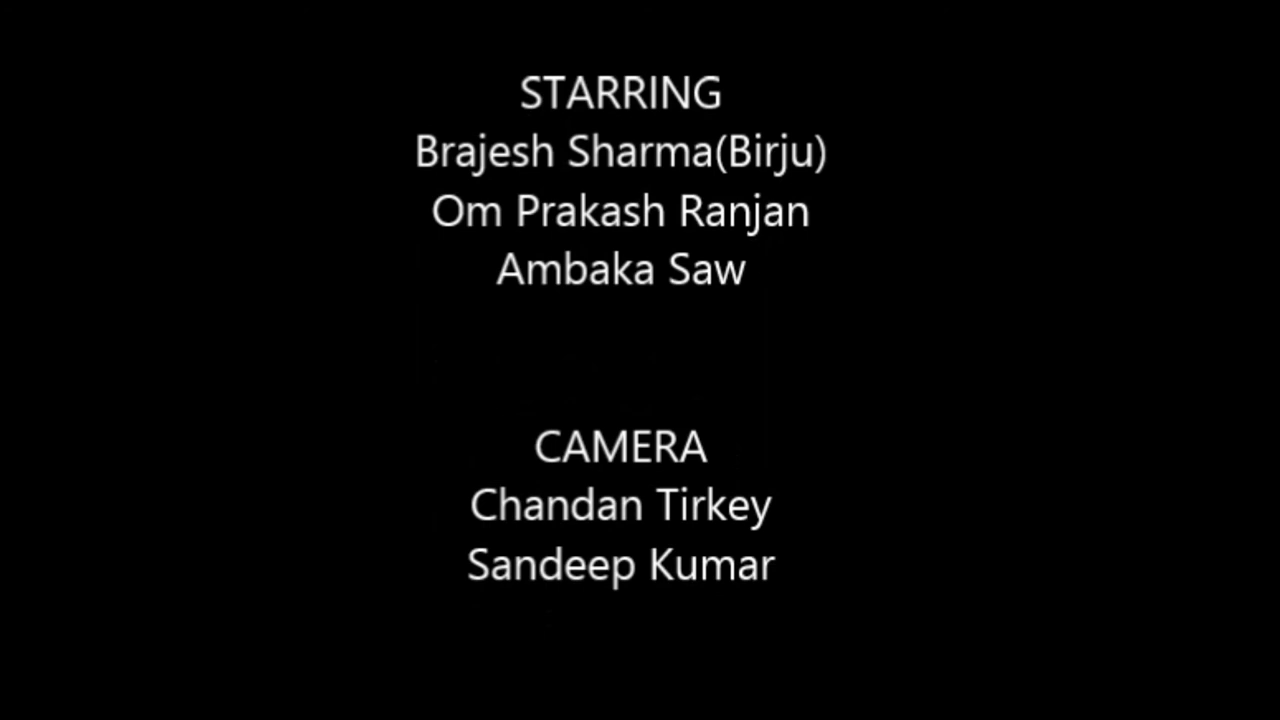 STARRING
Brajesh Sharma(Birju)
Om Prakash Ranjan
Ambaka Saw
CAMERA
Chandan Tirkey
Sandeep Kumar